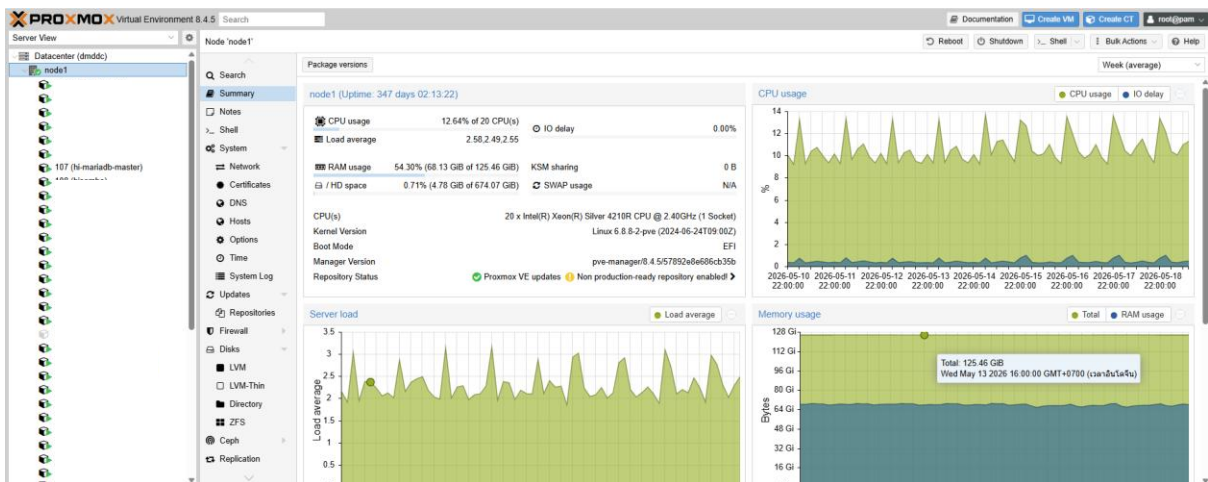 PROXMOX Virtual Environment 8.4.5 Search
Documentation Create VM Create CT root@pam
Server View
Node 'node1'
Reboot Shutdown >_ Shell Bulk Actions Help
Datacenter (dmddc)
node1
107 (hi-mariadb-master)
Search
Summary
Notes
>_ Shell
System
Network
Certificates
DNS
Hosts
Options
Time
System Log
Updates
Repositories
Firewall
Disks
LVM
LVM-Thin
Directory
ZFS
Ceph
Replication
Package versions
Week (average)
node1 (Uptime: 347 days 02:13:22)
CPU usage 12.64% of 20 CPU(s)
IO delay 0.00%
Load average 2.58,2.49,2.55
RAM usage 54.30% (68.13 GiB of 125.46 GiB)
KSM sharing 0 B
/ HD space 0.71% (4.78 GiB of 674.07 GiB)
SWAP usage N/A
CPU(s) 20 x Intel(R) Xeon(R) Silver 4210R CPU @ 2.40GHz (1 Socket)
Kernel Version Linux 6.8.8-2-pve (2024-06-24T09:00Z)
Boot Mode EFI
Manager Version pve-manager/8.4.5/57892e8e686cb35b
Repository Status Proxmox VE updates Non production-ready repository enabled!
CPU usage
CPU usage IO delay
14
12
10
8
6
4
2
0
%
2026-05-10 2026-05-11 2026-05-12 2026-05-13 2026-05-14 2026-05-15 2026-05-16 2026-05-17 2026-05-18
22:00:00 22:00:00 22:00:00 22:00:00 22:00:00 22:00:00 22:00:00 22:00:00 22:00:00
Server load
Load average
3.5
3
2.5
2
1.5
1
0.5
Load average
Memory usage
Total RAM usage
128 Gi
112 Gi
96 Gi
80 Gi
64 Gi
48 Gi
32 Gi
16 Gi
Bytes
Total: 125.46 GiB
Wed May 13 2026 16:00:00 GMT+0700 (เวลาอินโดจีน)